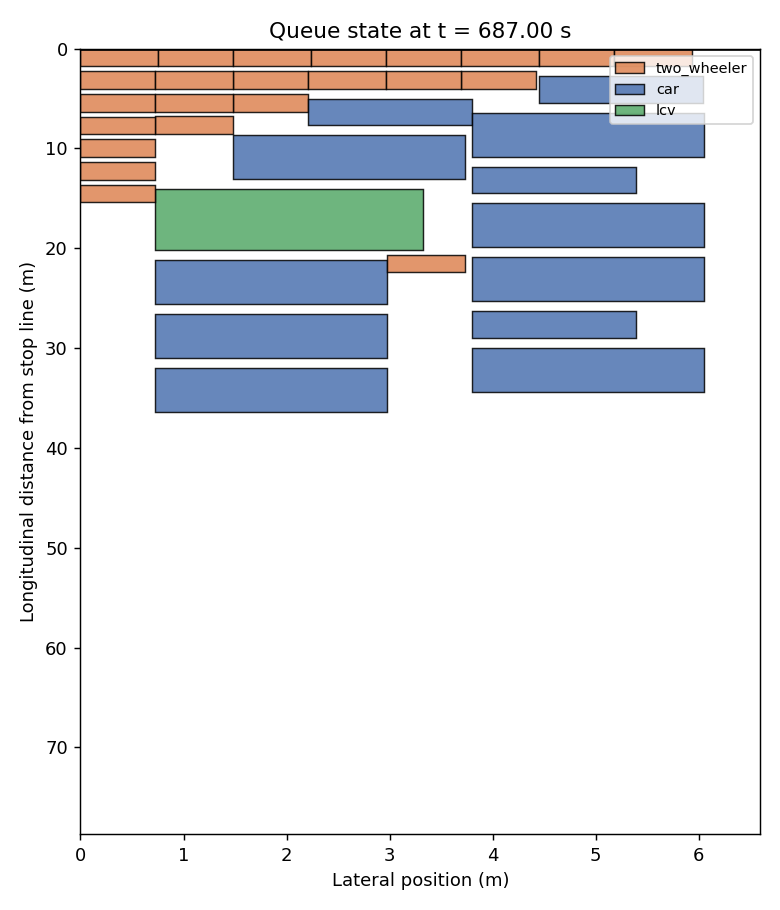 Queue state at t = 687.00 s
two_wheeler
car
lcv
0
10
20
30
40
50
60
70
Longitudinal distance from stop line (m)
0 1 2 3 4 5 6
Lateral position (m)